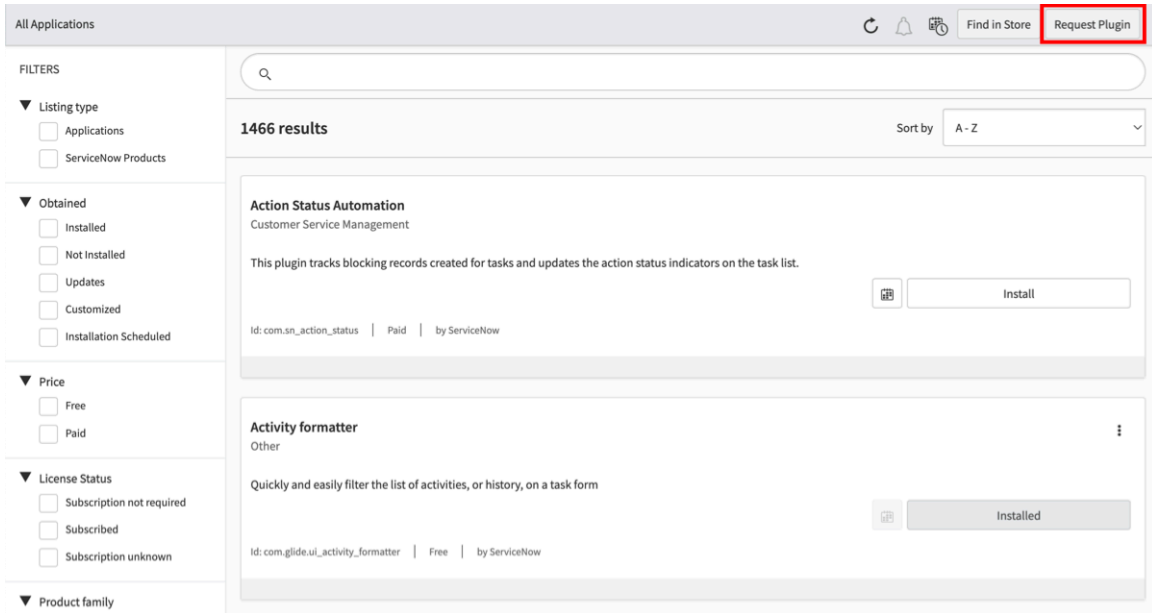 All Applications
Find in Store
Request Plugin
FILTERS
Listing type
Applications
ServiceNow Products
Obtained
Installed
Not Installed
Updates
Customized
Installation Scheduled
Price
Free
Paid
License Status
Subscription not required
Subscribed
Subscription unknown
Product family
1466 results
Sort by
A - Z
Action Status Automation
Customer Service Management
This plugin tracks blocking records created for tasks and updates the action status indicators on the task list.
Install
Id: com.sn_action_status | Paid | by ServiceNow
Activity formatter
Other
Quickly and easily filter the list of activities, or history, on a task form
Installed
Id: com.glide.ui_activity_formatter | Free | by ServiceNow